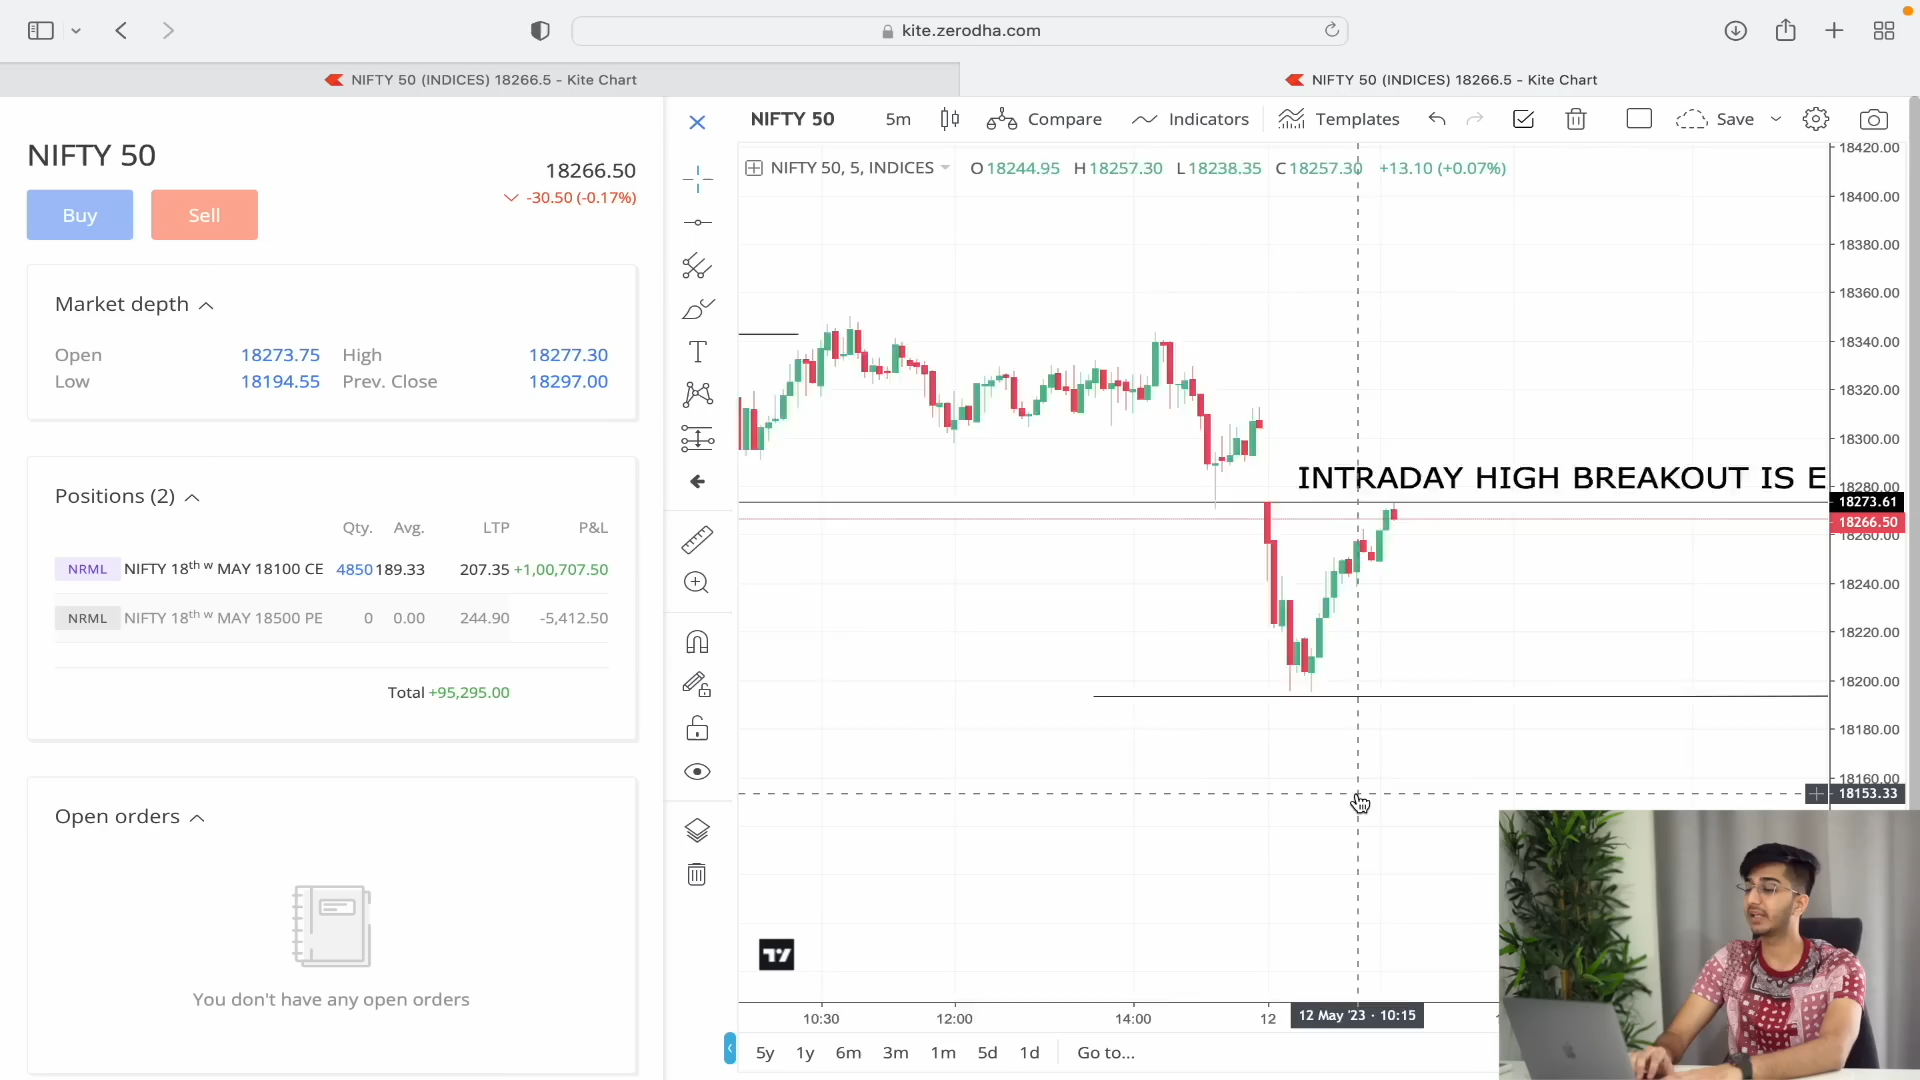 kite.zerodha.com
NIFTY 50 (INDICES) 18266.5 - Kite Chart
NIFTY 50 (INDICES) 18266.5 - Kite Chart
NIFTY 50
18266.50
-30.50 (-0.17%)
Buy
Sell
Market depth
Open 18273.75 High 18277.30
Low 18194.55 Prev. Close 18297.00
Positions (2)
Qty. Avg. LTP P&L
NRML NIFTY 18th w MAY 18100 CE 4850 189.33 207.35 +1,00,707.50
NRML NIFTY 18th w MAY 18500 PE 0 0.00 244.90 -5,412.50
Total +95,295.00
Open orders
You don't have any open orders
NIFTY 50 5m Compare Indicators Templates Save
NIFTY 50, 5, INDICES O18244.95 H18257.30 L18238.35 C18257.30 +13.10 (+0.07%)
INTRADAY HIGH BREAKOUT IS E
18420.00
18400.00
18380.00
18360.00
18340.00
18320.00
18300.00
18280.00
18273.61
18266.50
18260.00
18240.00
18220.00
18200.00
18180.00
18160.00
18153.33
10:30 12:00 14:00 12 12 May '23 · 10:15
5y 1y 6m 3m 1m 5d 1d Go to...